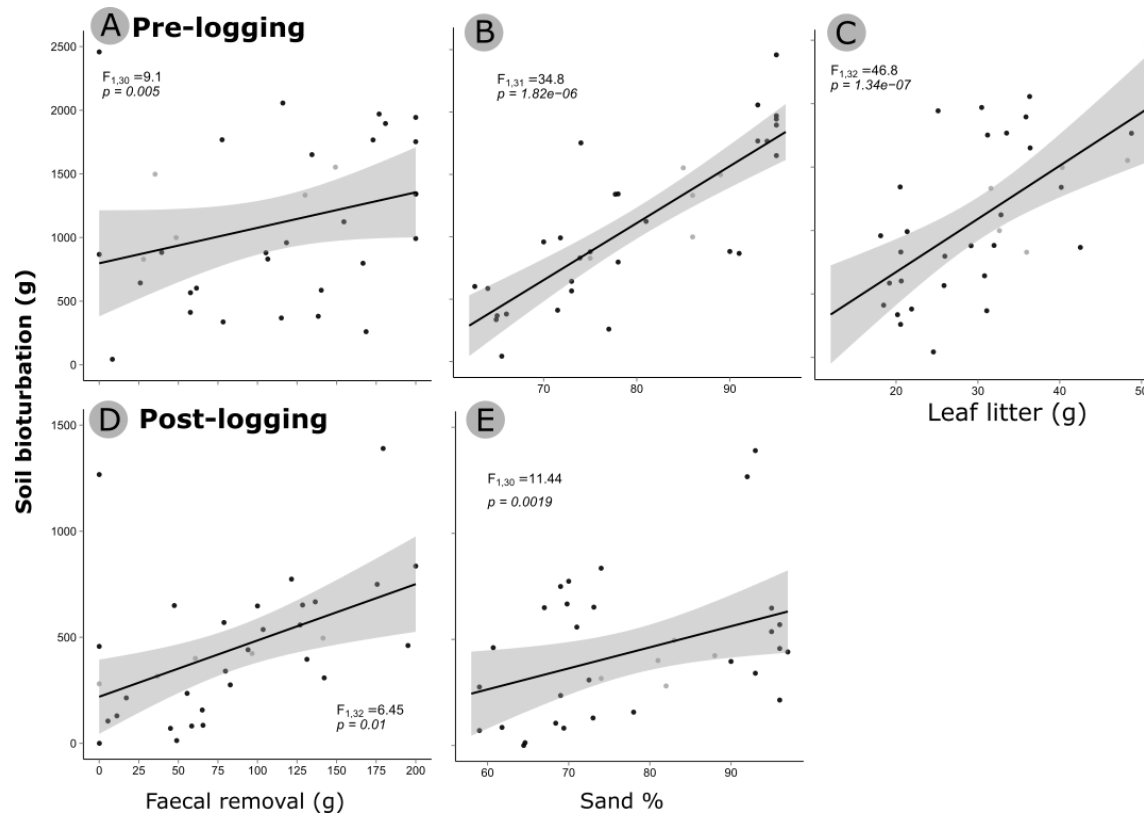 A Pre-logging
B
C
2500
2000
1500
1000
500
0
F1,30 =9.1
p = 0.005
F1,31 =34.8
p = 1.82e-06
F1,32 =46.8
p = 1.34e-07
70
80
90
20
30
40
50
Leaf litter (g)
Soil bioturbation (g)
D Post-logging
E
1500
1000
500
0
F1,32 =6.45
p = 0.01
F1,30 =11.44
p = 0.0019
0
25
50
75
100
125
150
175
200
60
70
80
90
Faecal removal (g)
Sand %